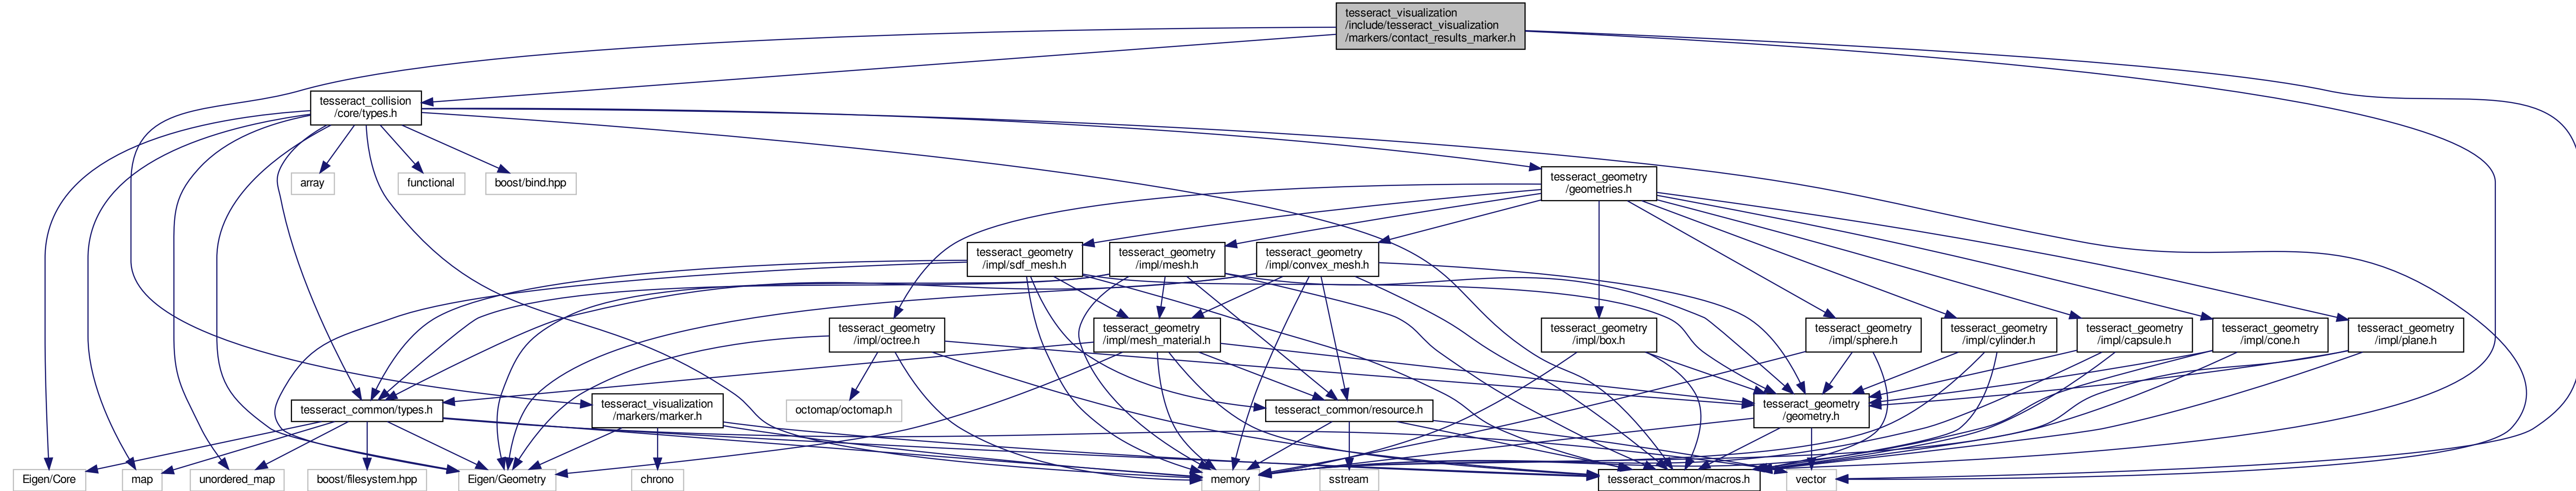 tesseract_visualization
/include/tesseract_visualization
/markers/contact_results_marker.h
tesseract_collision
/core/types.h
tesseract_geometry
/geometries.h
array
functional
boost/bind.hpp
tesseract_geometry
/impl/sdf_mesh.h
tesseract_geometry
/impl/mesh.h
tesseract_geometry
/impl/convex_mesh.h
tesseract_geometry
/impl/octree.h
tesseract_geometry
/impl/mesh_material.h
tesseract_geometry
/impl/box.h
tesseract_geometry
/impl/sphere.h
tesseract_geometry
/impl/cylinder.h
tesseract_geometry
/impl/capsule.h
tesseract_geometry
/impl/cone.h
tesseract_geometry
/impl/plane.h
tesseract_common/types.h
tesseract_visualization
/markers/marker.h
octomap/octomap.h
tesseract_common/resource.h
tesseract_geometry
/geometry.h
Eigen/Core
map
unordered_map
boost/filesystem.hpp
Eigen/Geometry
chrono
memory
sstream
tesseract_common/macros.h
vector